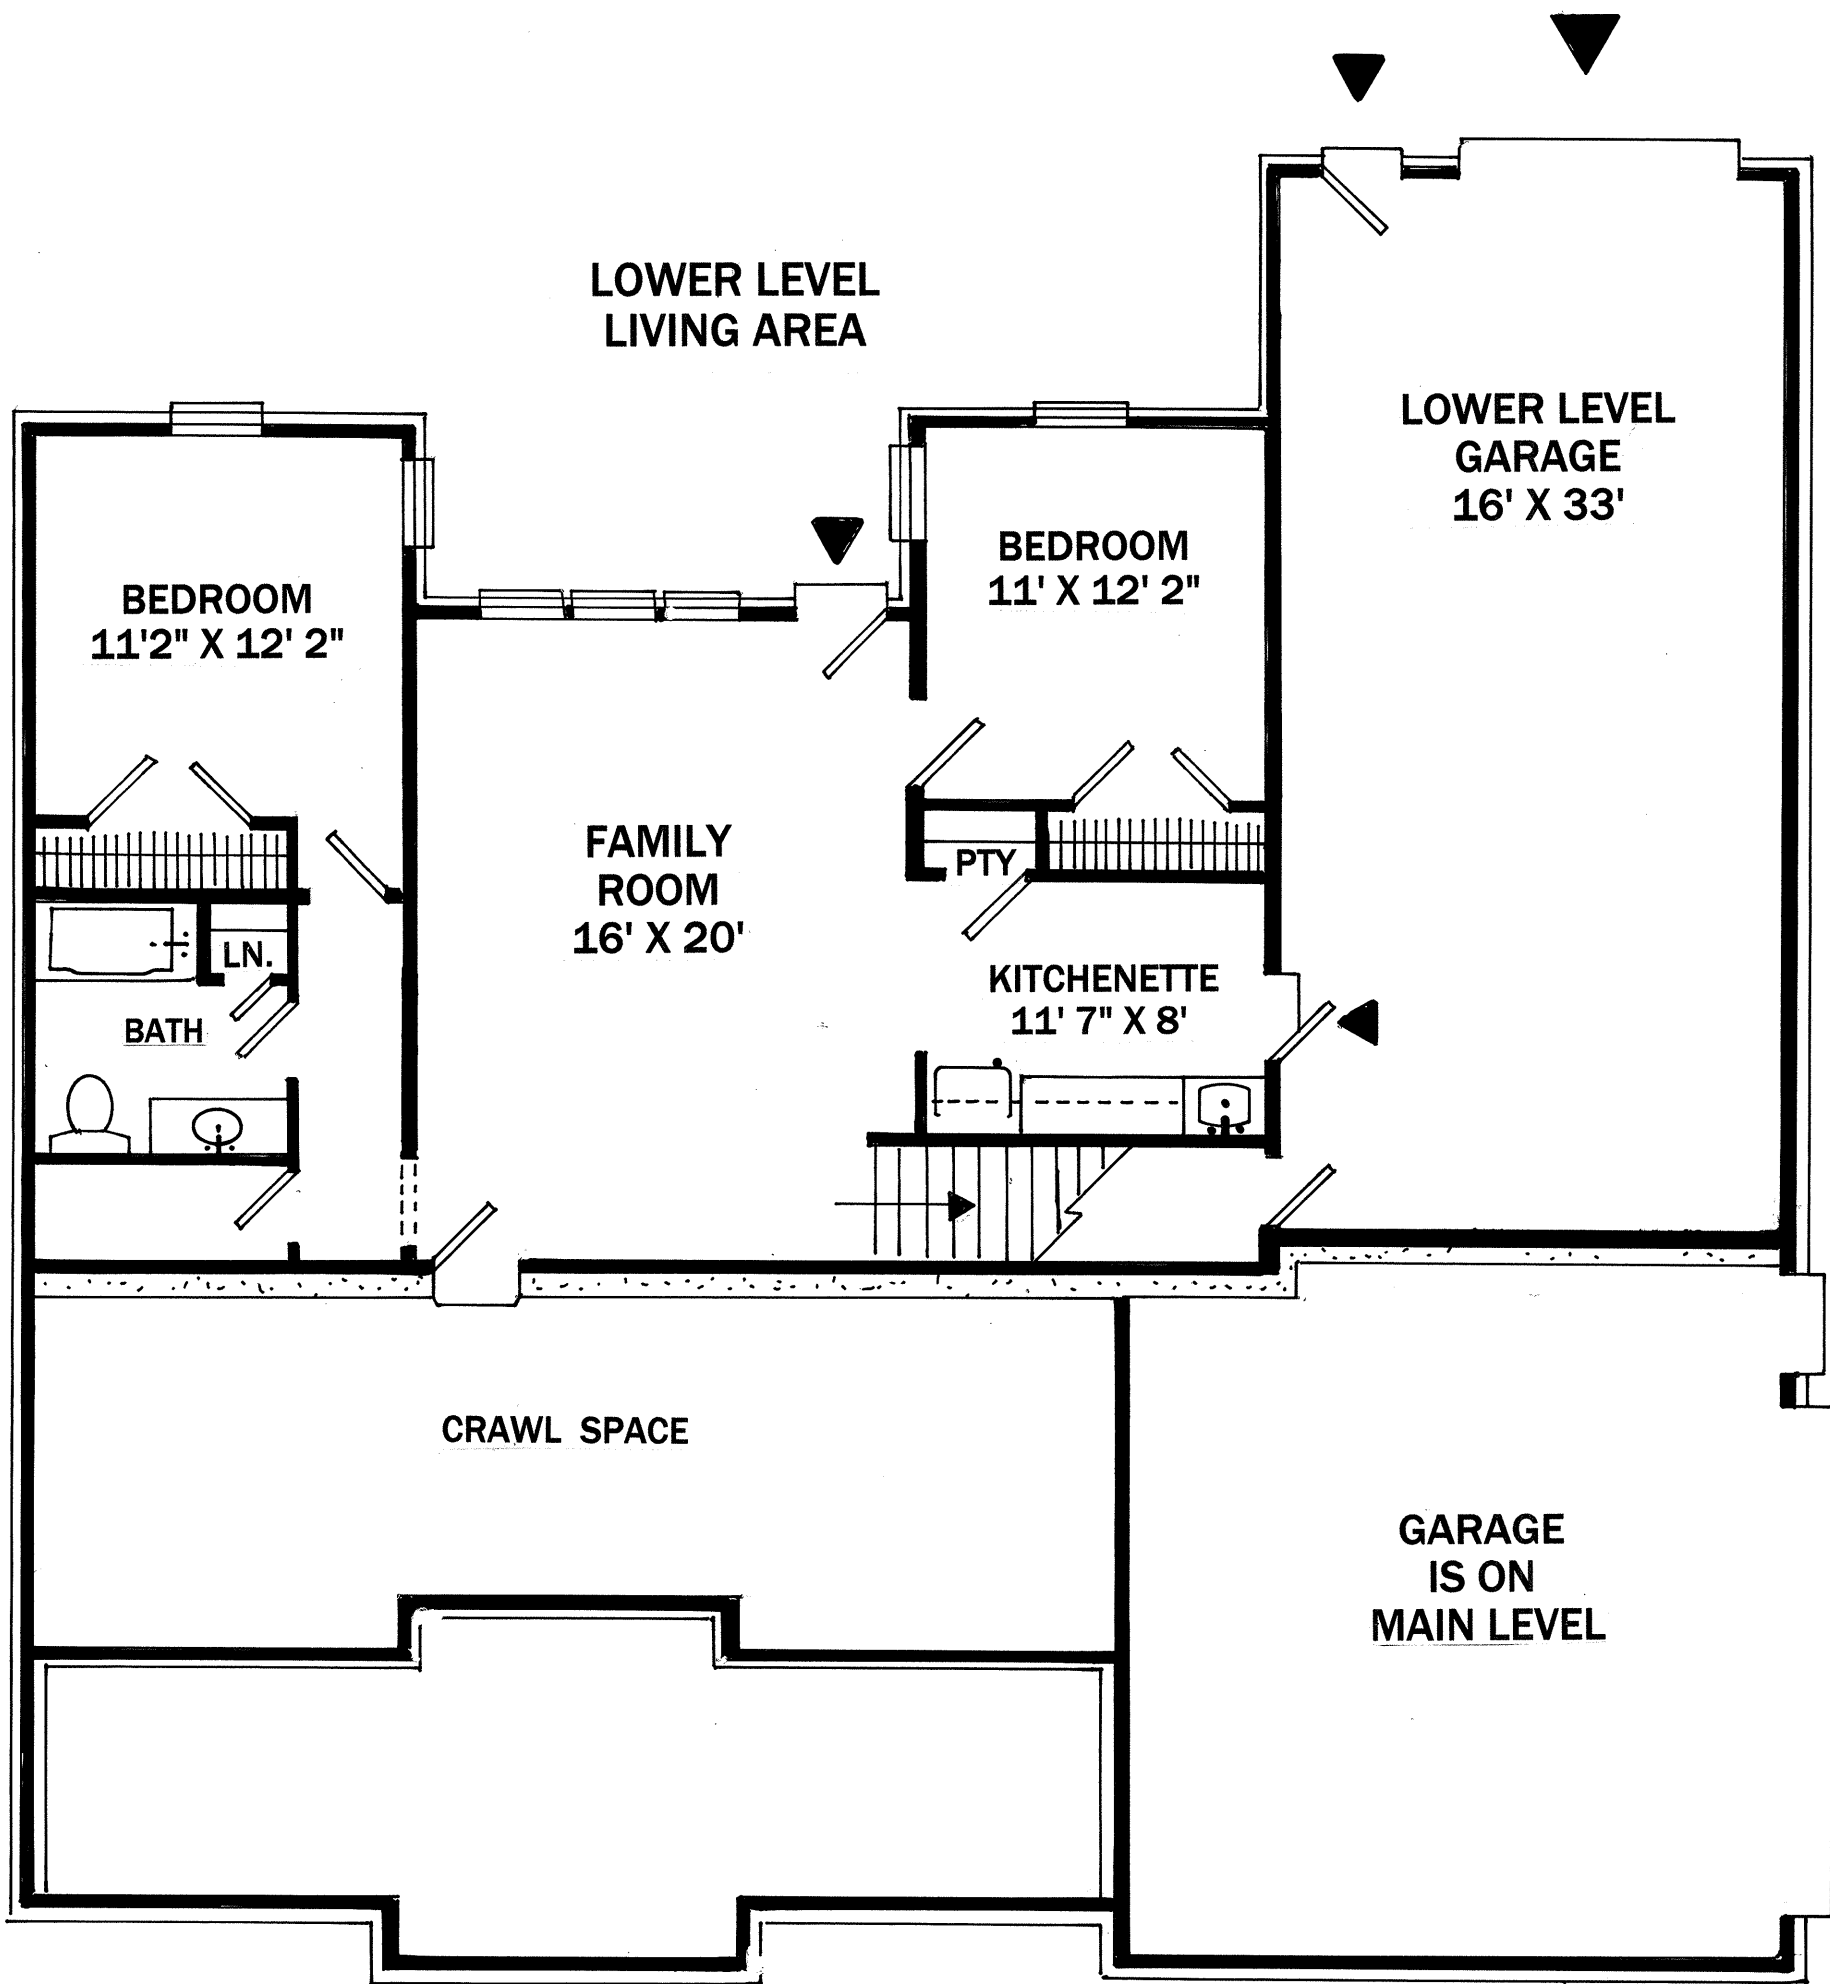 LOWER LEVEL
LIVING AREA
LOWER LEVEL
GARAGE
16' X 33'
BEDROOM
11' X 12' 2"
BEDROOM
11'2" X 12' 2"
FAMILY
ROOM
16' X 20'
PTY
LN.
KITCHENETTE
11' 7" X 8'
BATH
CRAWL SPACE
GARAGE
IS ON
MAIN LEVEL